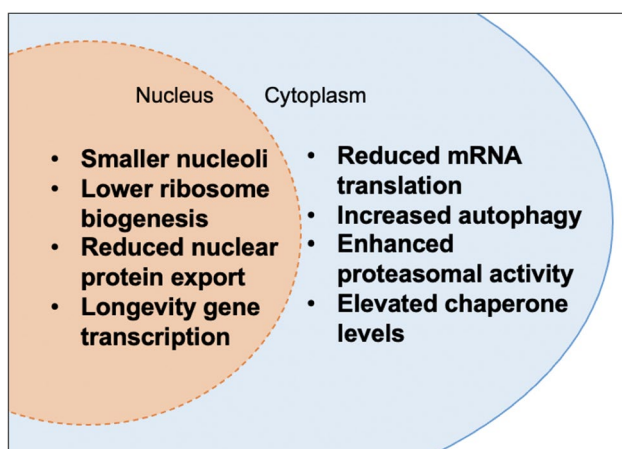 Nucleus
Cytoplasm
• Smaller nucleoli
• Lower ribosome
biogenesis
• Reduced nuclear
protein export
• Longevity gene
transcription
• Reduced mRNA
translation
• Increased autophagy
• Enhanced
proteasomal activity
• Elevated chaperone
levels